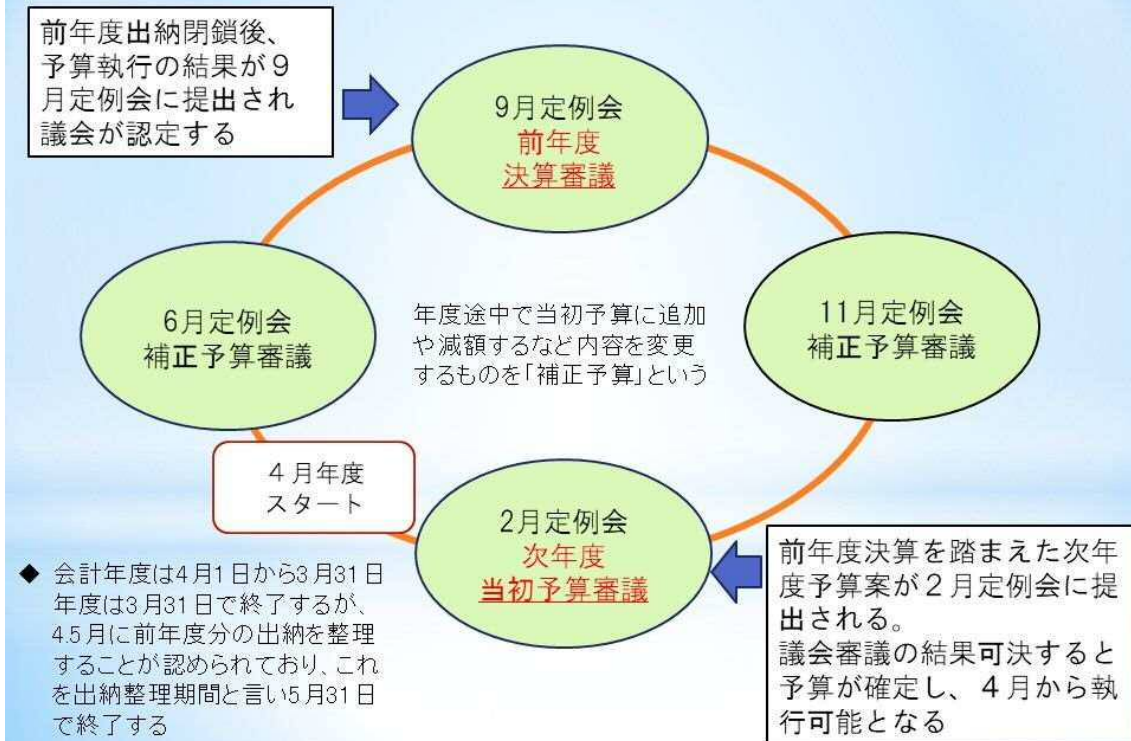 前年度出納閉鎖後、
予算執行の結果が９
月定例会に提出され
議会が認定する
9月定例会
前年度
決算審議
6月定例会
補正予算審議
年度途中で当初予算に追加
や減額するなど内容を変更
するものを「補正予算」という
11月定例会
補正予算審議
４月年度
スタート
2月定例会
次年度
当初予算審議
◆ 会計年度は4月1日から3月31日
年度は3月31日で終了するが、
4.5月に前年度分の出納を整理
することが認められており、これ
を出納整理期間と言い5月31日
で終了する
前年度決算を踏まえた次年
度予算案が２月定例会に提
出される。
議会審議の結果可決すると
予算が確定し、４月から執
行可能となる